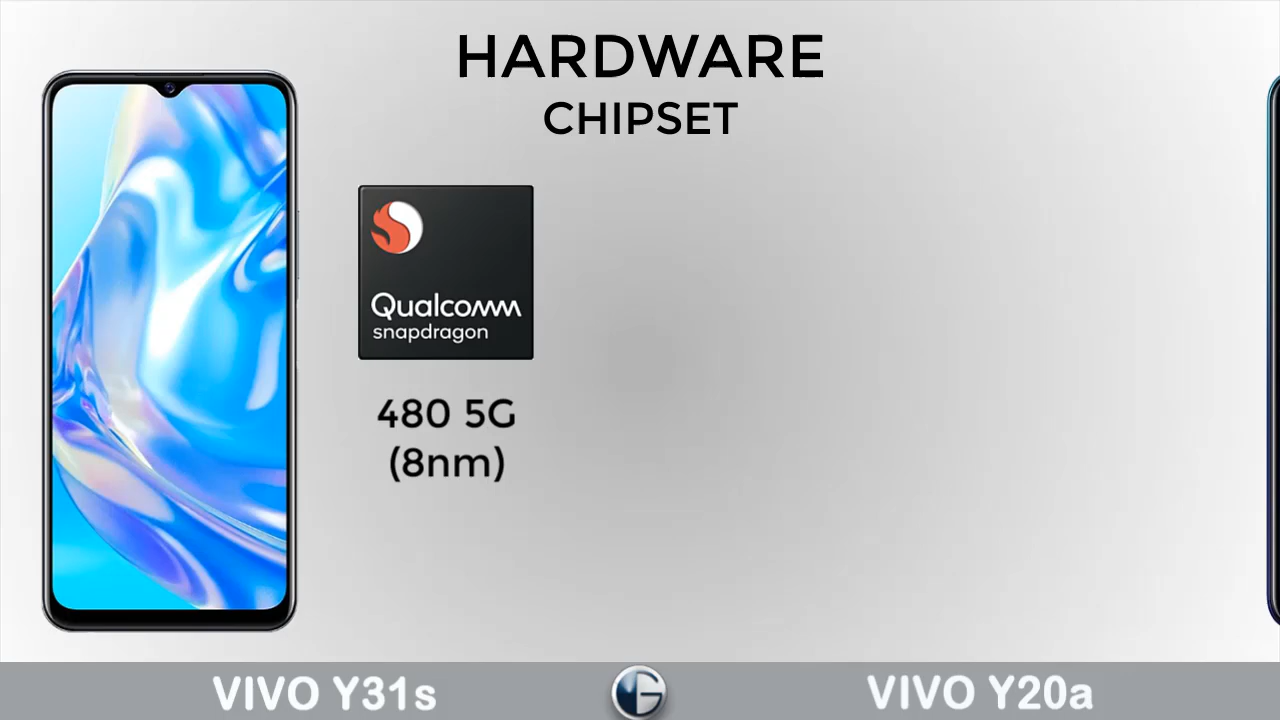 HARDWARE
CHIPSET
Qualcomm
snapdragon
480 5G
(8nm)
VIVO Y31s
VIVO Y20a